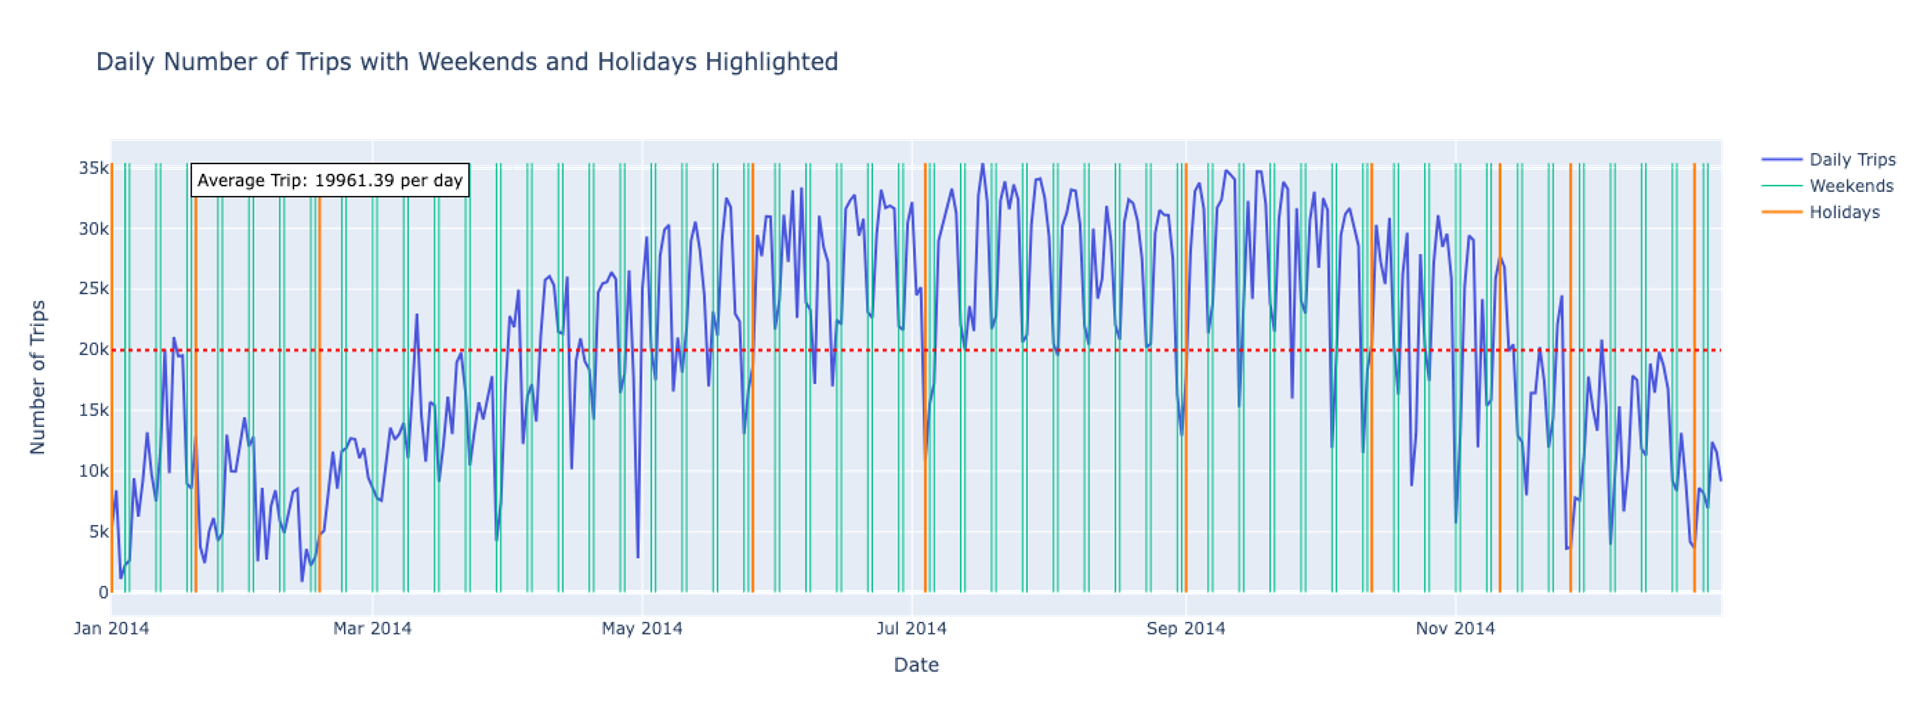 Daily Number of Trips with Weekends and Holidays Highlighted
Daily Trips
Weekends
Holidays
Average Trip: 19961.39 per day
35k
30k
25k
20k
15k
10k
5k
0
Number of Trips
Jan 2014
Mar 2014
May 2014
Jul 2014
Sep 2014
Nov 2014
Date